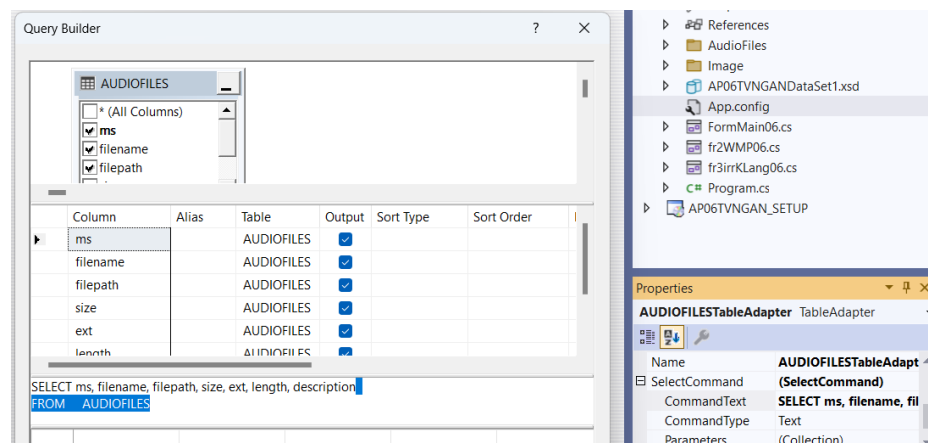 Query Builder ? ×
AUDIOFILES
* (All Columns)
ms
filename
filepath
Column Alias Table Output Sort Type Sort Order
ms AUDIOFILES
filename AUDIOFILES
filepath AUDIOFILES
size AUDIOFILES
ext AUDIOFILES
length AUDIOFILES
SELECT ms, filename, filepath, size, ext, length, description
FROM AUDIOFILES
References
AudioFiles
Image
AP06TVNGANDataSet1.xsd
App.config
FormMain06.cs
fr2WMP06.cs
fr3irrKLang06.cs
C# Program.cs
AP06TVNGAN_SETUP
Properties
AUDIOFILESTableAdapter TableAdapter
Name AUDIOFILESTableAdapt
SelectCommand (SelectCommand)
CommandText SELECT ms, filename, fil
CommandType Text
Parameters (Collection)